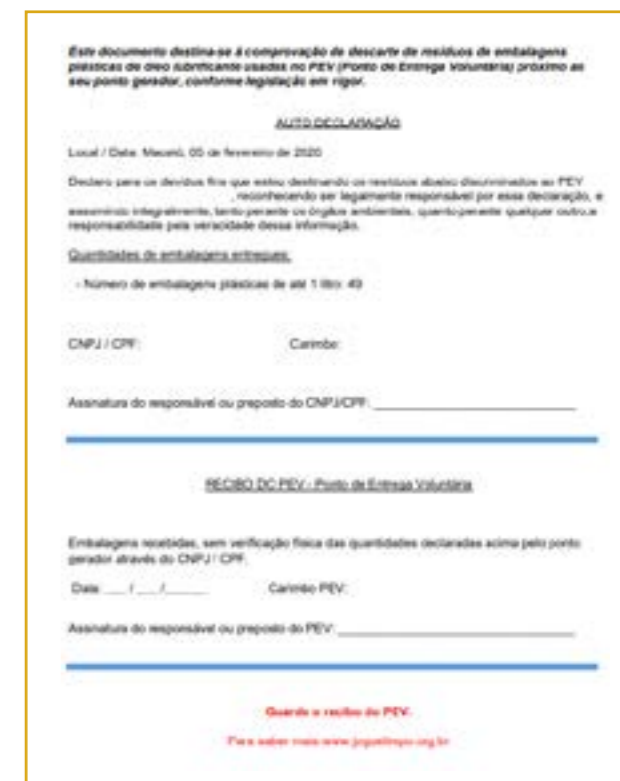 Este documento destina-se à comprovação de descarte de resíduos de embalagens
plásticas de óleo lubrificante usadas no PEV (Ponto de Entrega Voluntária) próximo ao
seu ponto gerador, conforme legislação em vigor.
AUTO DECLARAÇÃO
Local / Data: Maceió, 05 de fevereiro de 2020
Declaro para os devidos fins que estou destinando os resíduos abaixo discriminados ao PEV
, reconhecendo ser legalmente responsável por essa declaração, e
assumindo integralmente, tanto perante os órgãos ambientais, quanto perante qualquer outro, a
responsabilidade pela veracidade dessa informação.
Quantidades de embalagens entregues:
- Número de embalagens plásticas de até 1 litro: 49
CNPJ / CPF: Carimbo:
Assinatura do responsável ou preposto do CNPJ/CPF: ____________________
RECIBO DO PEV - Ponto de Entrega Voluntária
Embalagens recebidas, sem verificação física das quantidades declaradas acima pelo ponto
gerador através do CNPJ / CPF.
Data: ___/___/______ Carimbo PEV:
Assinatura do responsável ou preposto do PEV: ____________________
Guarde o recibo do PEV.
Para saber mais www.joguelimpo.org.br